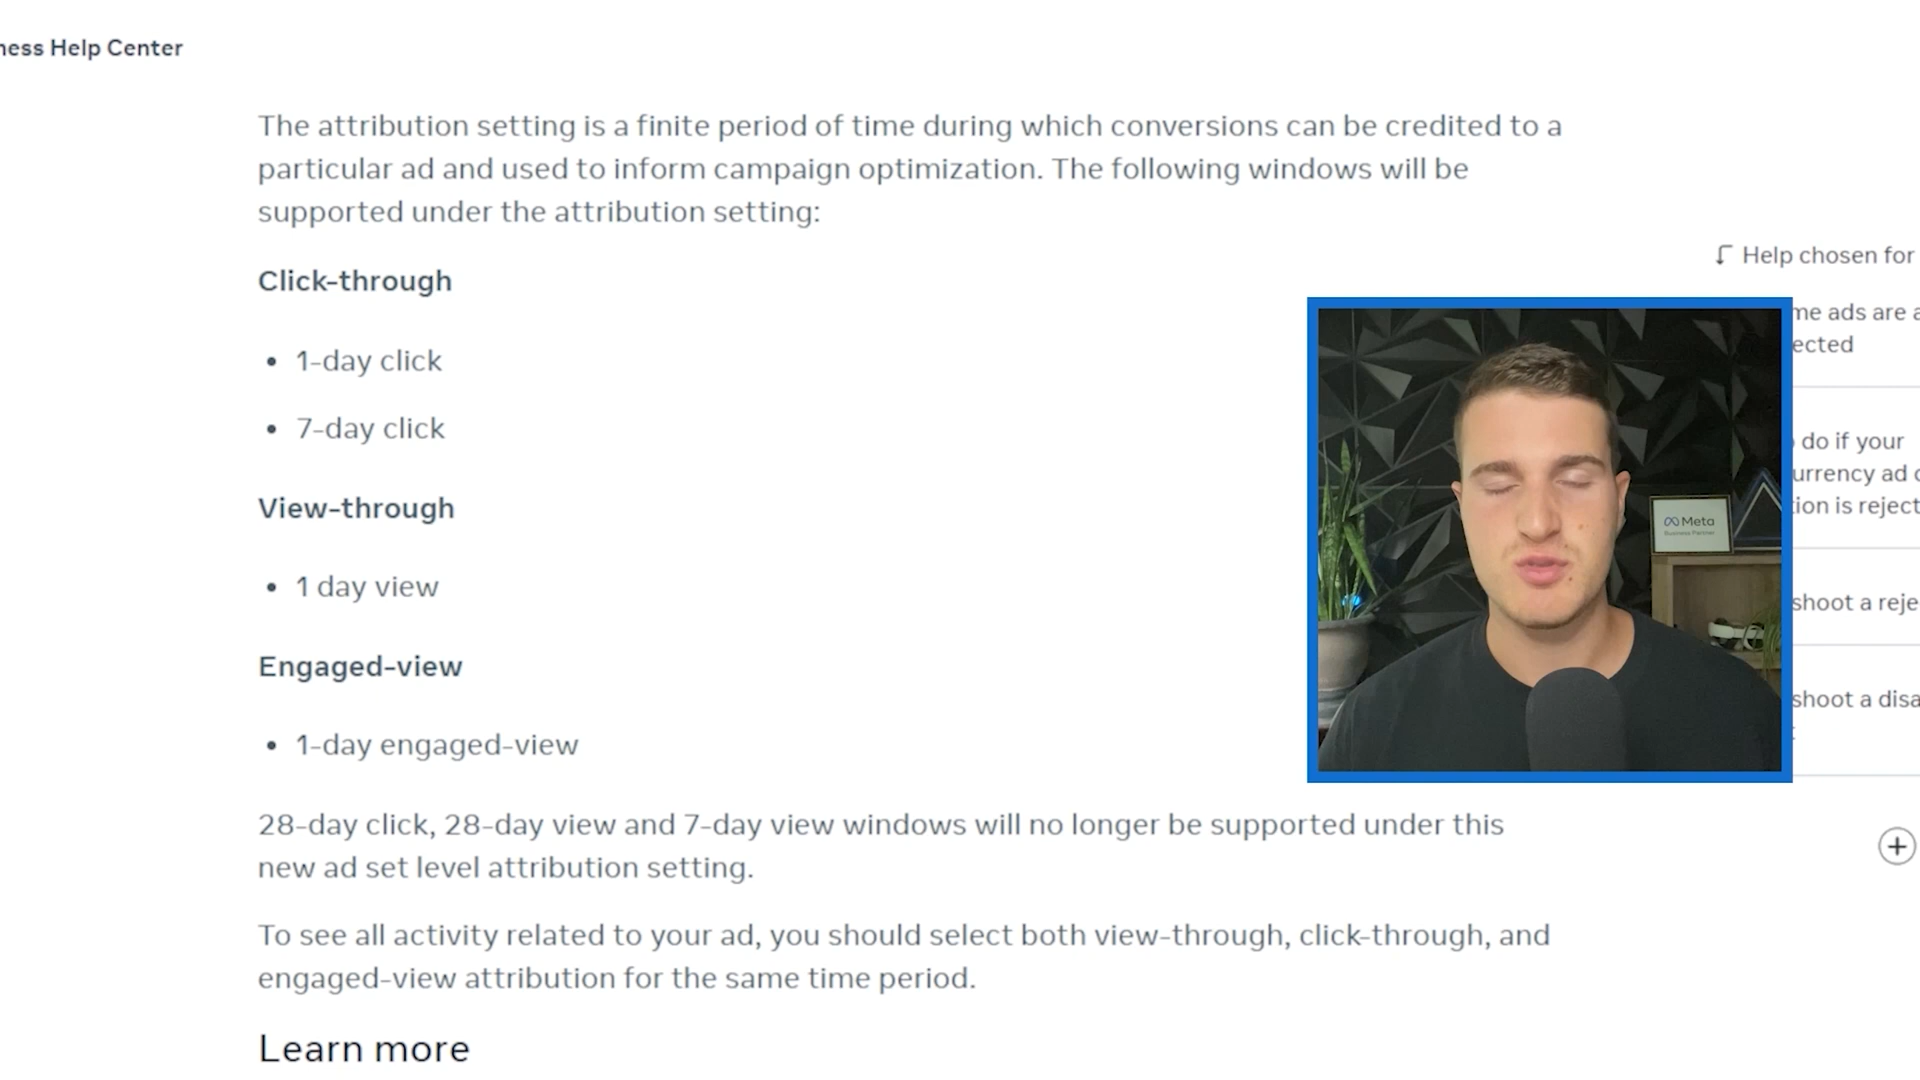 ness Help Center
The attribution setting is a finite period of time during which conversions can be credited to a
particular ad and used to inform campaign optimization. The following windows will be
supported under the attribution setting:
Click-through
• 1-day click
• 7-day click
View-through
• 1 day view
Engaged-view
• 1-day engaged-view
28-day click, 28-day view and 7-day view windows will no longer be supported under this
new ad set level attribution setting.
To see all activity related to your ad, you should select both view-through, click-through, and
engaged-view attribution for the same time period.
Learn more
Help chosen for
me ads are a
ected
do if your
urrency ad
tion is reject
shoot a reje
shoot a disa
Meta
Business Partner